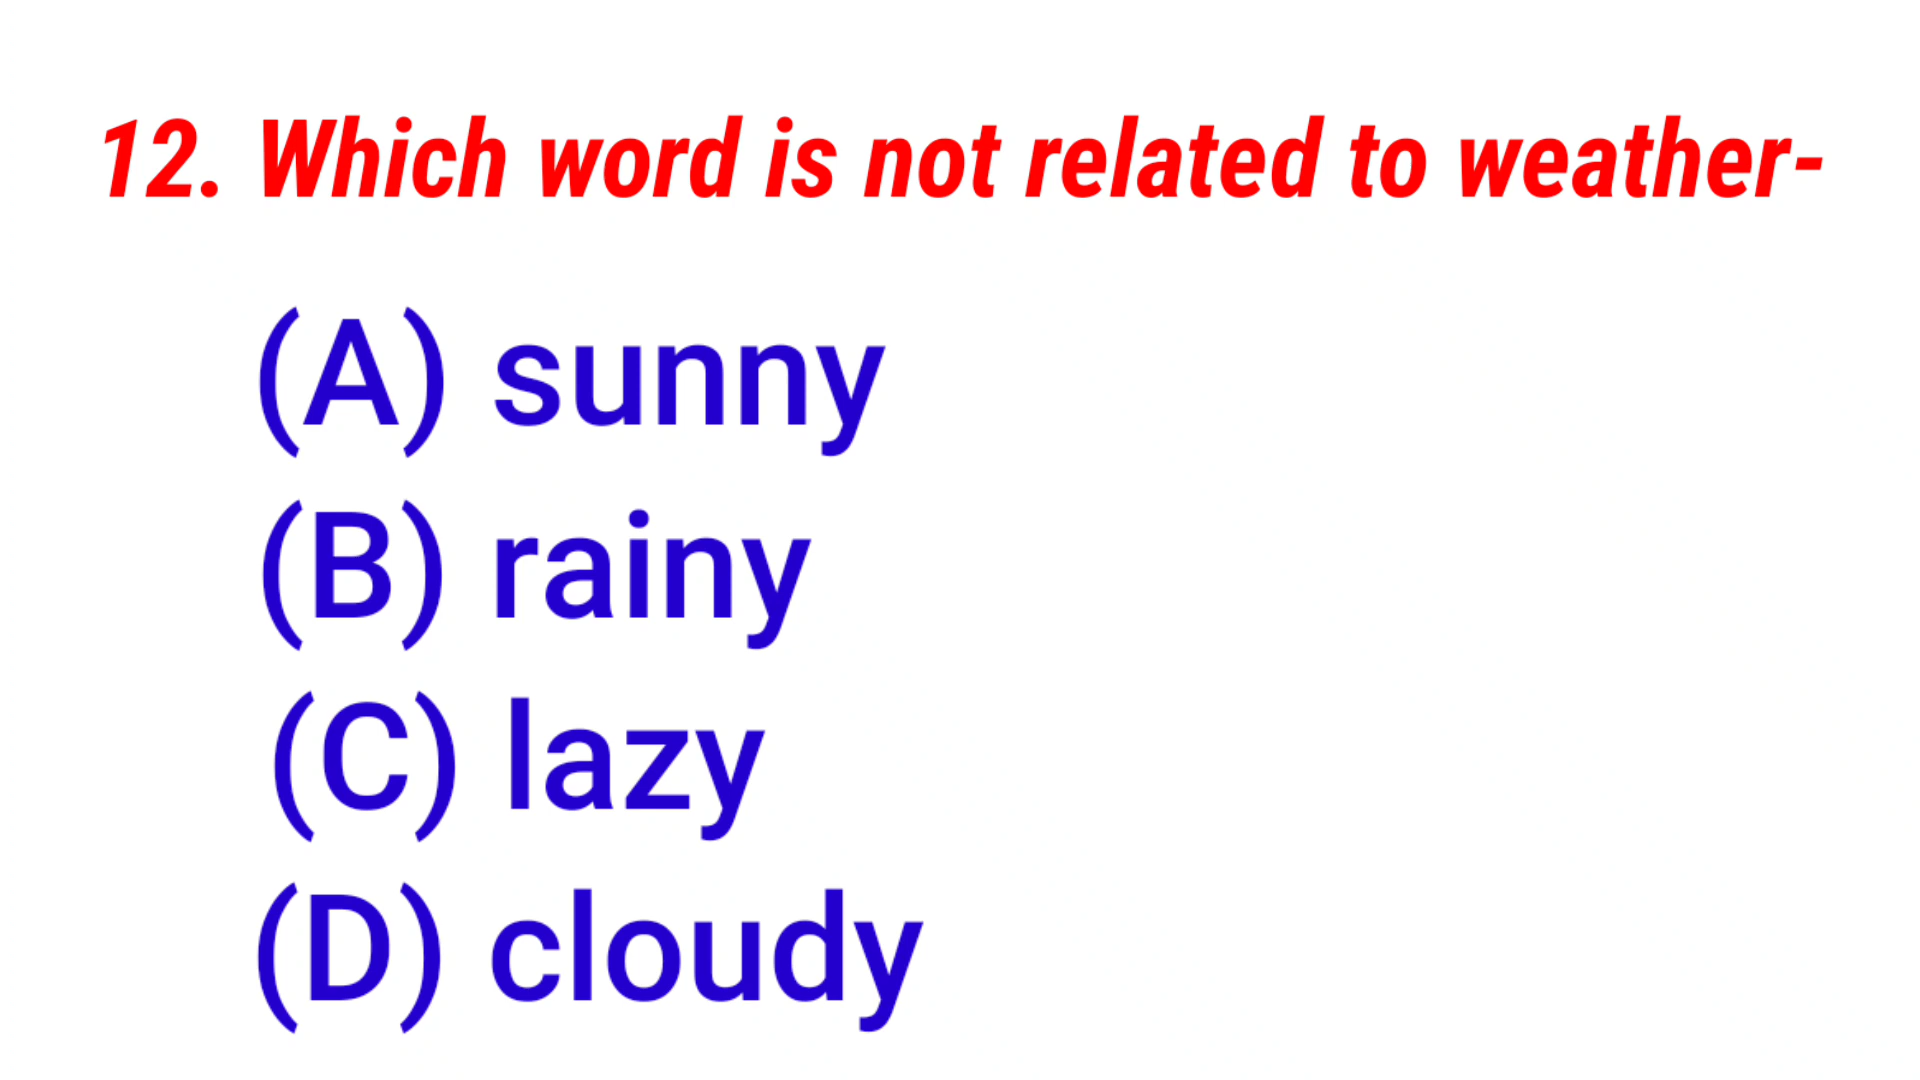 12. Which word is not related to weather-
(A) sunny
(B) rainy
(C) lazy
(D) cloudy